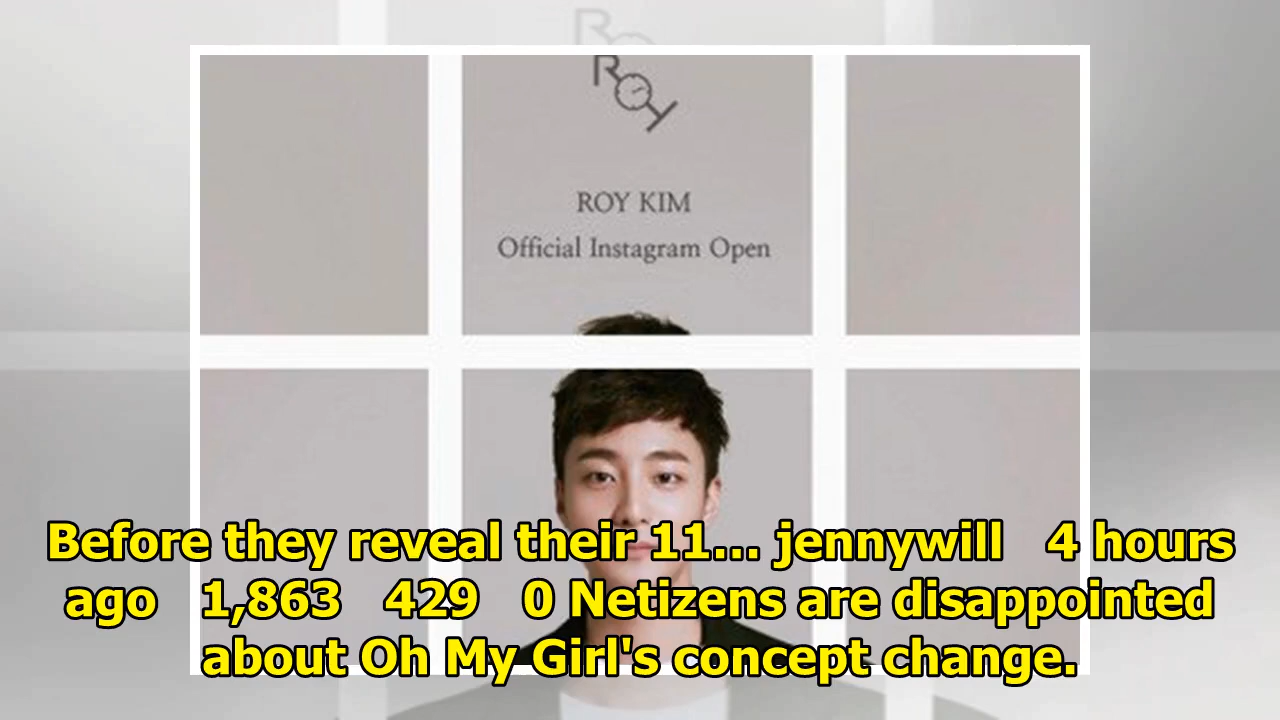 R
ROY
ROY KIM
Official Instagram Open
Before they reveal their 11... jennywill 4 hours
ago 1,863 429 0 Netizens are disappointed
about Oh My Girl's concept change.